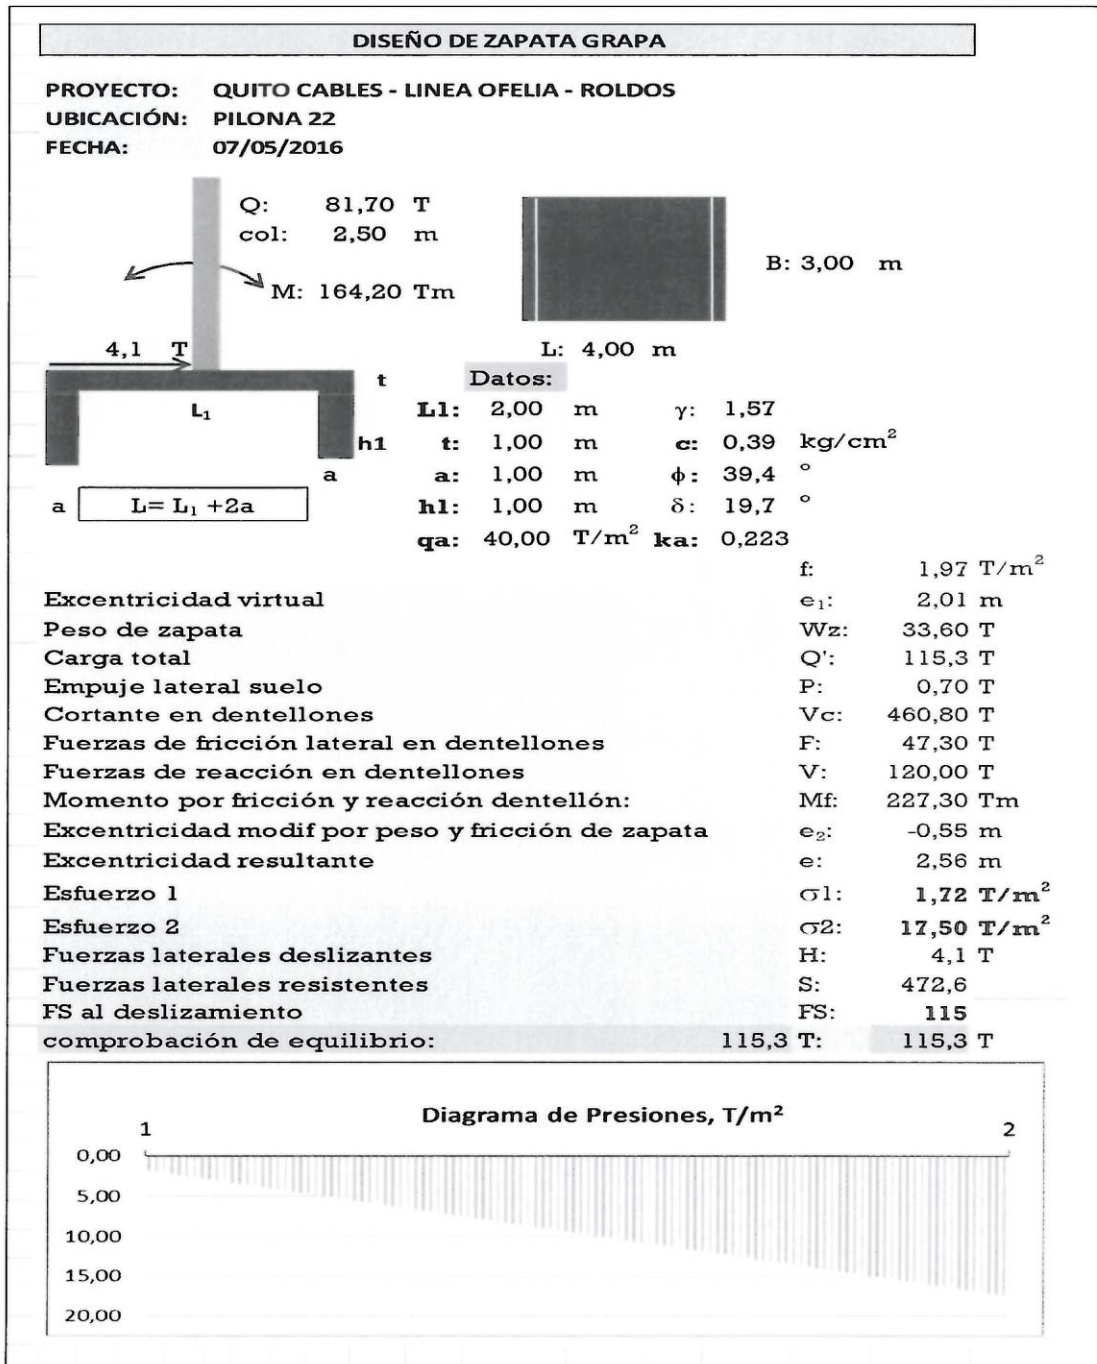 DISEÑO DE ZAPATA GRAPA
PROYECTO: QUITO CABLES - LINEA OFELIA - ROLDOS
UBICACIÓN: PILONA 22
FECHA: 07/05/2016
Q: 81,70 T
col: 2,50 m
M: 164,20 Tm
B: 3,00 m
4,1 T
L: 4,00 m
t
Datos:
L₁
L1: 2,00 m γ: 1,57
h1
t: 1,00 m c: 0,39 kg/cm²
a
a: 1,00 m ϕ: 39,4 °
a L= L₁ +2a
h1: 1,00 m δ: 19,7 °
qa: 40,00 T/m² ka: 0,223
f: 1,97 T/m²
Excentricidad virtual e₁: 2,01 m
Peso de zapata Wz: 33,60 T
Carga total Q': 115,3 T
Empuje lateral suelo P: 0,70 T
Cortante en dentellones Vc: 460,80 T
Fuerzas de fricción lateral en dentellones F: 47,30 T
Fuerzas de reacción en dentellones V: 120,00 T
Momento por fricción y reacción dentellón: Mf: 227,30 Tm
Excentricidad modif por peso y fricción de zapata e₂: -0,55 m
Excentricidad resultante e: 2,56 m
Esfuerzo 1 σ1: 1,72 T/m²
Esfuerzo 2 σ2: 17,50 T/m²
Fuerzas laterales deslizantes H: 4,1 T
Fuerzas laterales resistentes S: 472,6
FS al deslizamiento FS: 115
comprobación de equilibrio: 115,3 T: 115,3 T
Diagrama de Presiones, T/m²
1 2
0,00
5,00
10,00
15,00
20,00